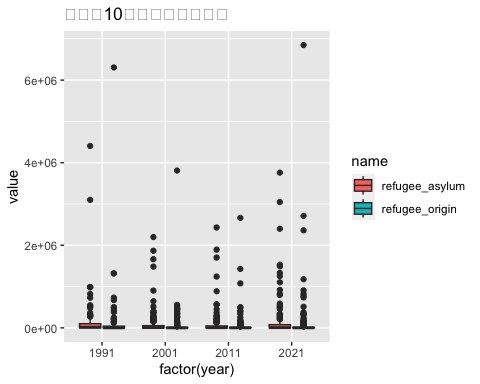 10
6e+06
4e+06
2e+06
0e+00
value
1991
2001
2011
2021
factor(year)
name
refugee_asylum
refugee_origin